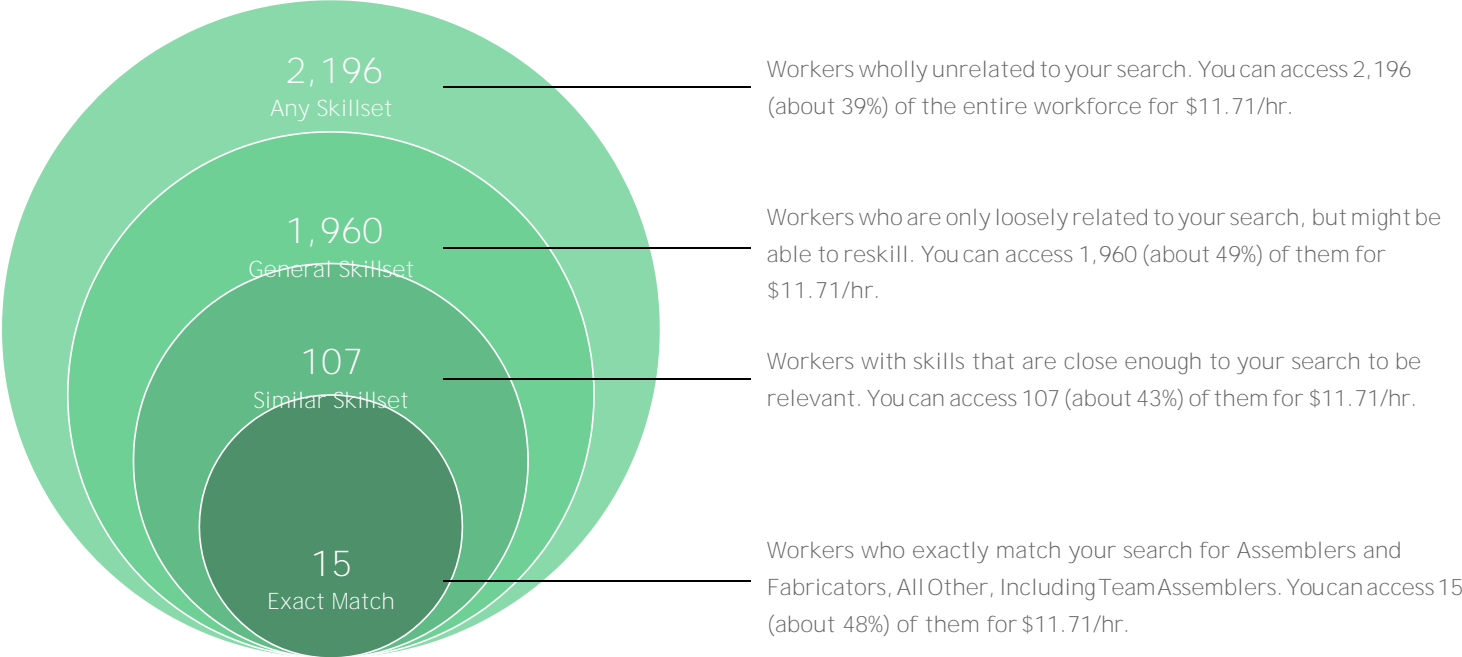 2,196
Any Skillset
Workers wholly unrelated to your search. You can access 2,196
(about 39%) of the entire workforce for $11.71/hr.
1,960
General Skillset
Workers who are only loosely related to your search, but might be
able to reskill. You can access 1,960 (about 49%) of them for
$11.71/hr.
107
Similar Skillset
Workers with skills that are close enough to your search to be
relevant. You can access 107 (about 43%) of them for $11.71/hr.
15
Exact Match
Workers who exactly match your search for Assemblers and
Fabricators, All Other, Including Team Assemblers. You can access 15
(about 48%) of them for $11.71/hr.